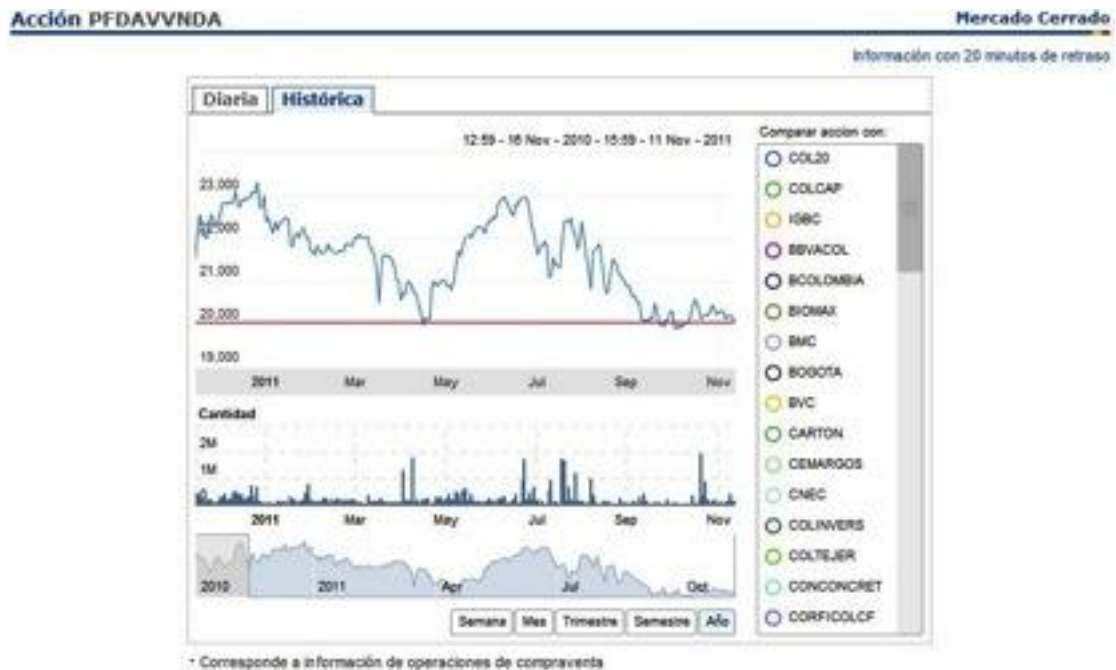 Acción PFDAVVNDA
Mercado Cerrado
Información con 20 minutos de retraso
Diaria
Histórica
12:59 - 16 Nov - 2010 - 15:59 - 11 Nov - 2011
23,000
22,000
21,000
20,000
19,000
2011 Mar May Jul Sep Nov
Cantidad
2M
1M
0
2011 Mar May Jul Sep Nov
2010 2011 Apr Jul Oct
Semana Mes Trimestre Semestre Año
Comparar accion con:
COL20
COLCAP
IGBC
BBVACOL
BCOLOMBIA
BIOMAX
BMC
BOGOTA
BVC
CARTON
CEMARGOS
CNEC
COLINVERS
COLTEJER
CONCONCRET
CORFICOLCF
* Corresponde a información de operaciones de compraventa